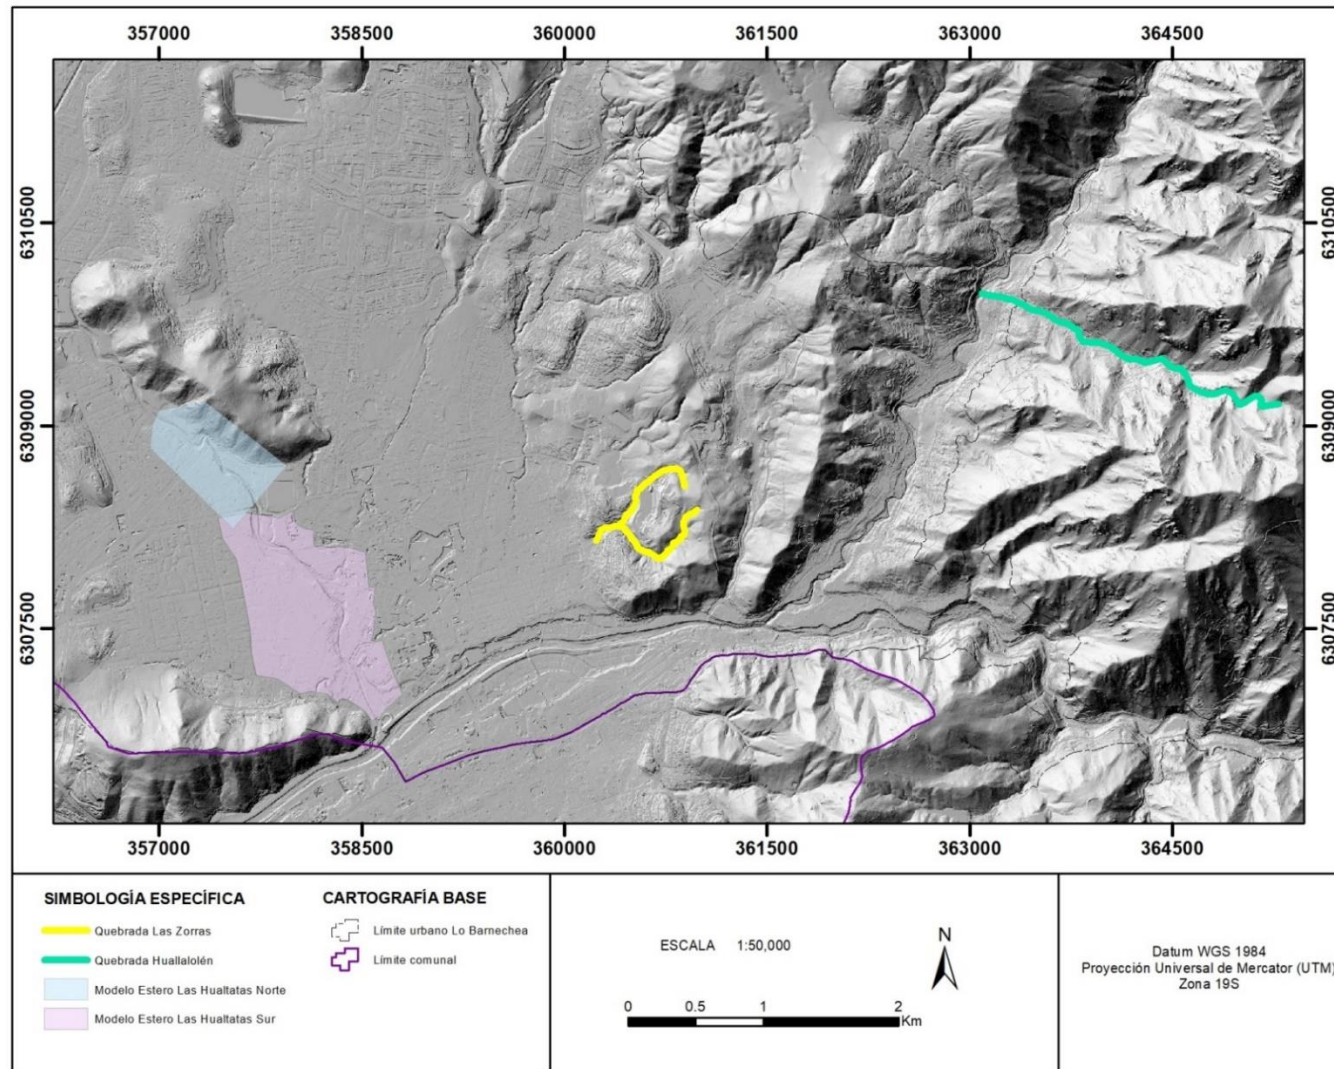 357000 358500 360000 361500 363000 364500
6310500 6310500
6309000 6309000
6307500 6307500
357000 358500 360000 361500 363000 364500
SIMBOLOGÍA ESPECÍFICA
Quebrada Las Zorras
Quebrada Huallalolén
Modelo Estero Las Hualtatas Norte
Modelo Estero Las Hualtatas Sur
CARTOGRAFÍA BASE
Límite urbano Lo Barnechea
Límite comunal
ESCALA 1:50,000
N
0 0.5 1 2
Km
Datum WGS 1984
Proyección Universal de Mercator (UTM)
Zona 19S